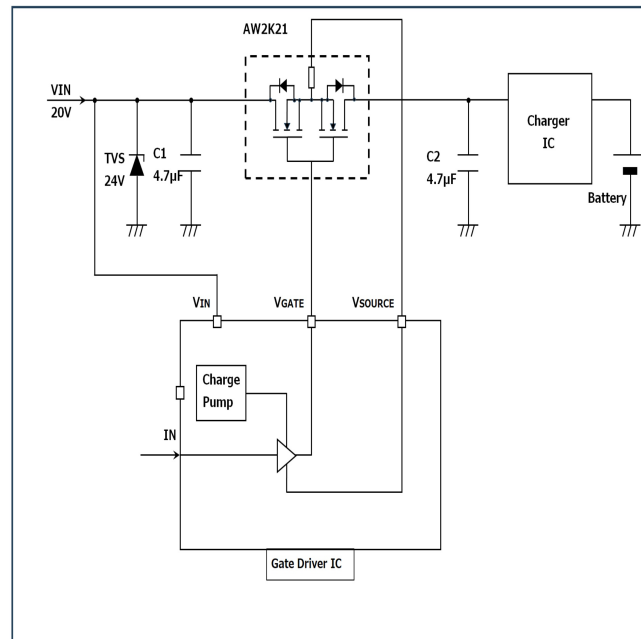 AW2K21
VIN
20V
TVS
24V
C1
4.7μF
C2
4.7μF
Charger
IC
Battery
VIN
VGATE
VSOURCE
Charge
Pump
IN
Gate Driver IC